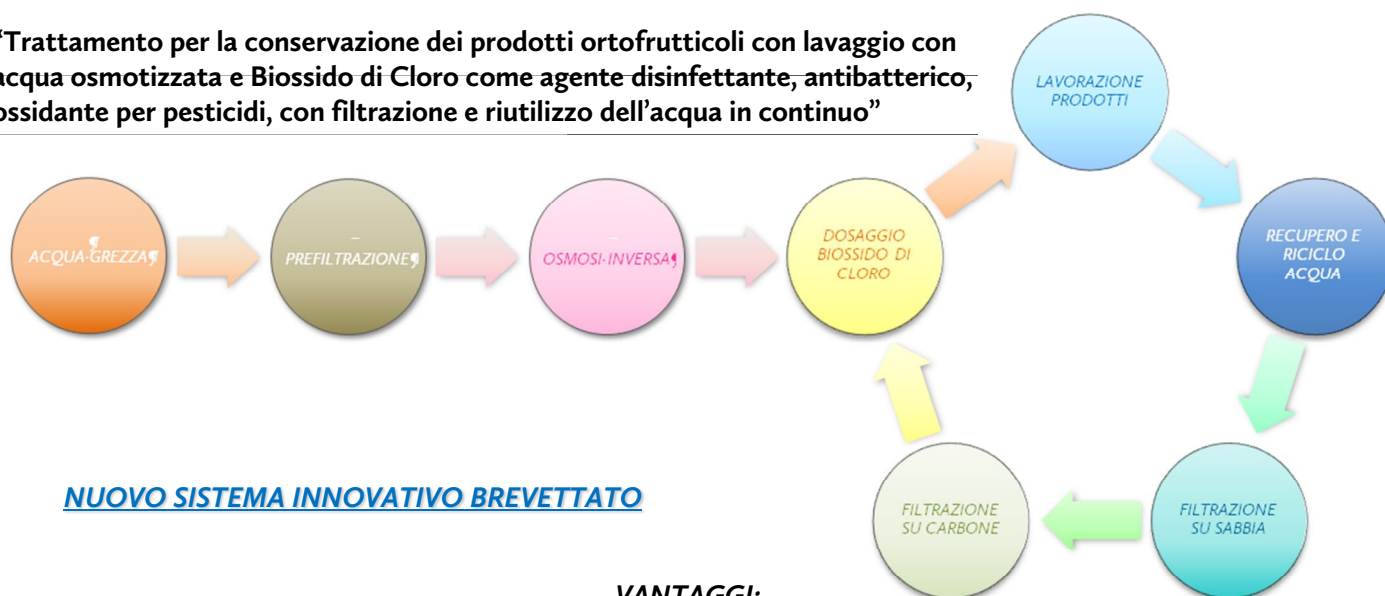 “Trattamento per la conservazione dei prodotti ortofrutticoli con lavaggio con
acqua osmotizzata e Biossido di Cloro come agente disinfettante, antibatterico,
ossidante per pesticidi, con filtrazione e riutilizzo dell’acqua in continuo”
LAVORAZIONE
PRODOTTI
¶
ACQUA·GREZZA¶
PREFILTRAZIONE¶
OSMOSI·INVERSA¶
DOSAGGIO
BIOSSIDO DI
CLORO
RECUPERO E
RICICLO
ACQUA
NUOVO SISTEMA INNOVATIVO BREVETTATO
FILTRAZIONE
SU CARBONE
FILTRAZIONE
SU SABBIA
VANTAGGI: